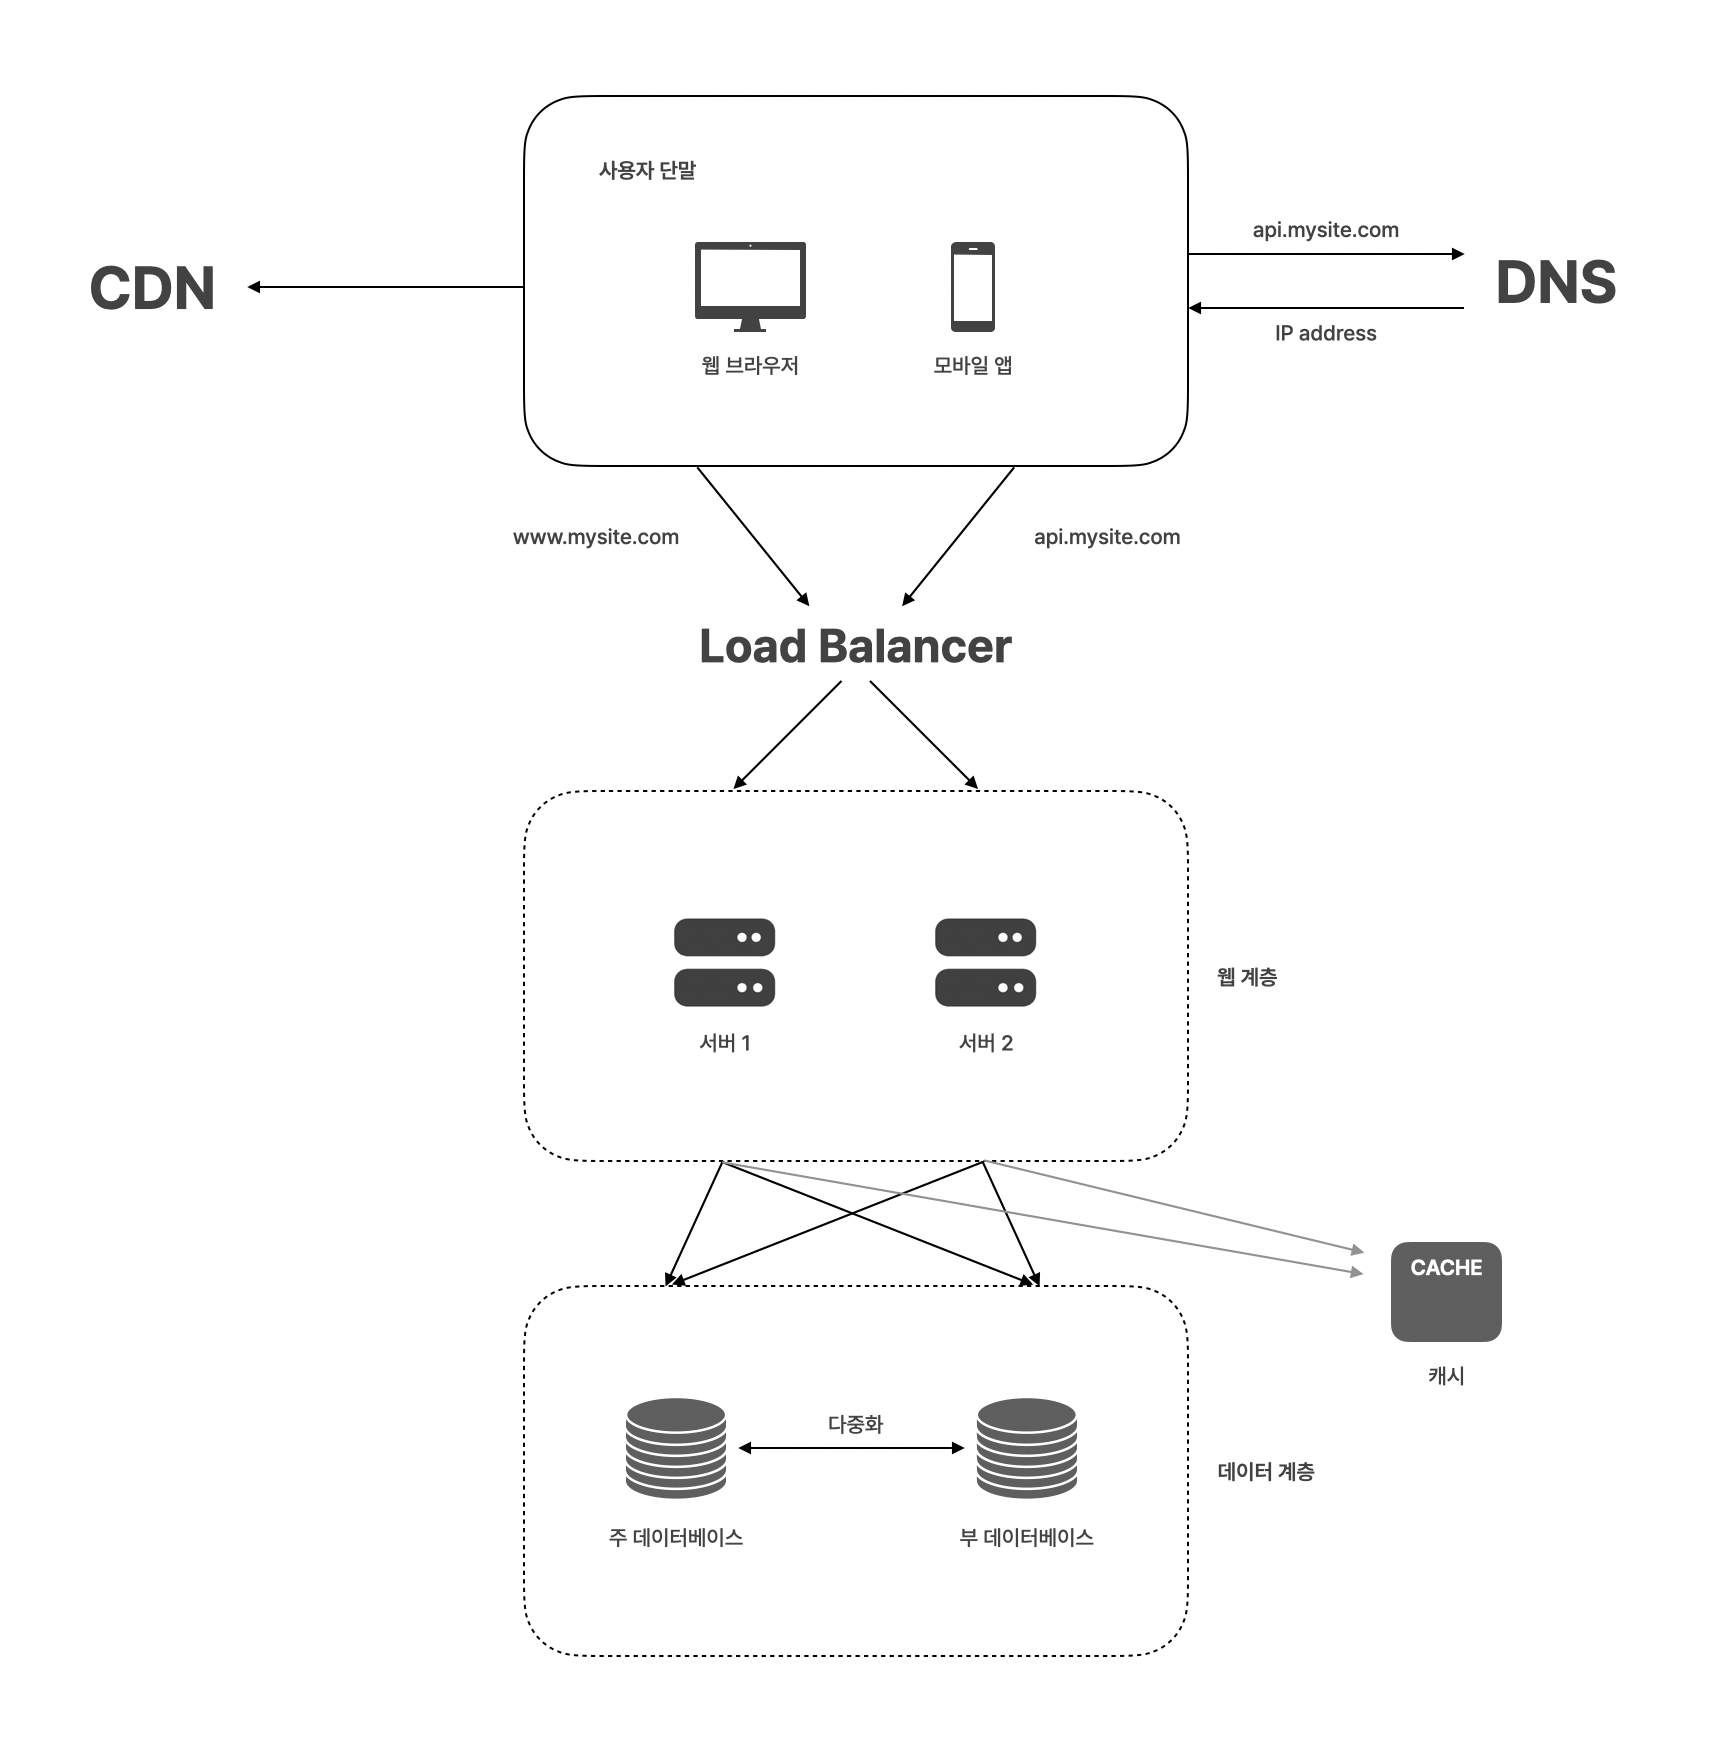 사용자 단말
api.mysite.com
CDN
DNS
IP address
웹 브라우저
모바일 앱
www.mysite.com
api.mysite.com
Load Balancer
웹 계층
서버 1
서버 2
CACHE
캐시
다중화
데이터 계층
주 데이터베이스
부 데이터베이스